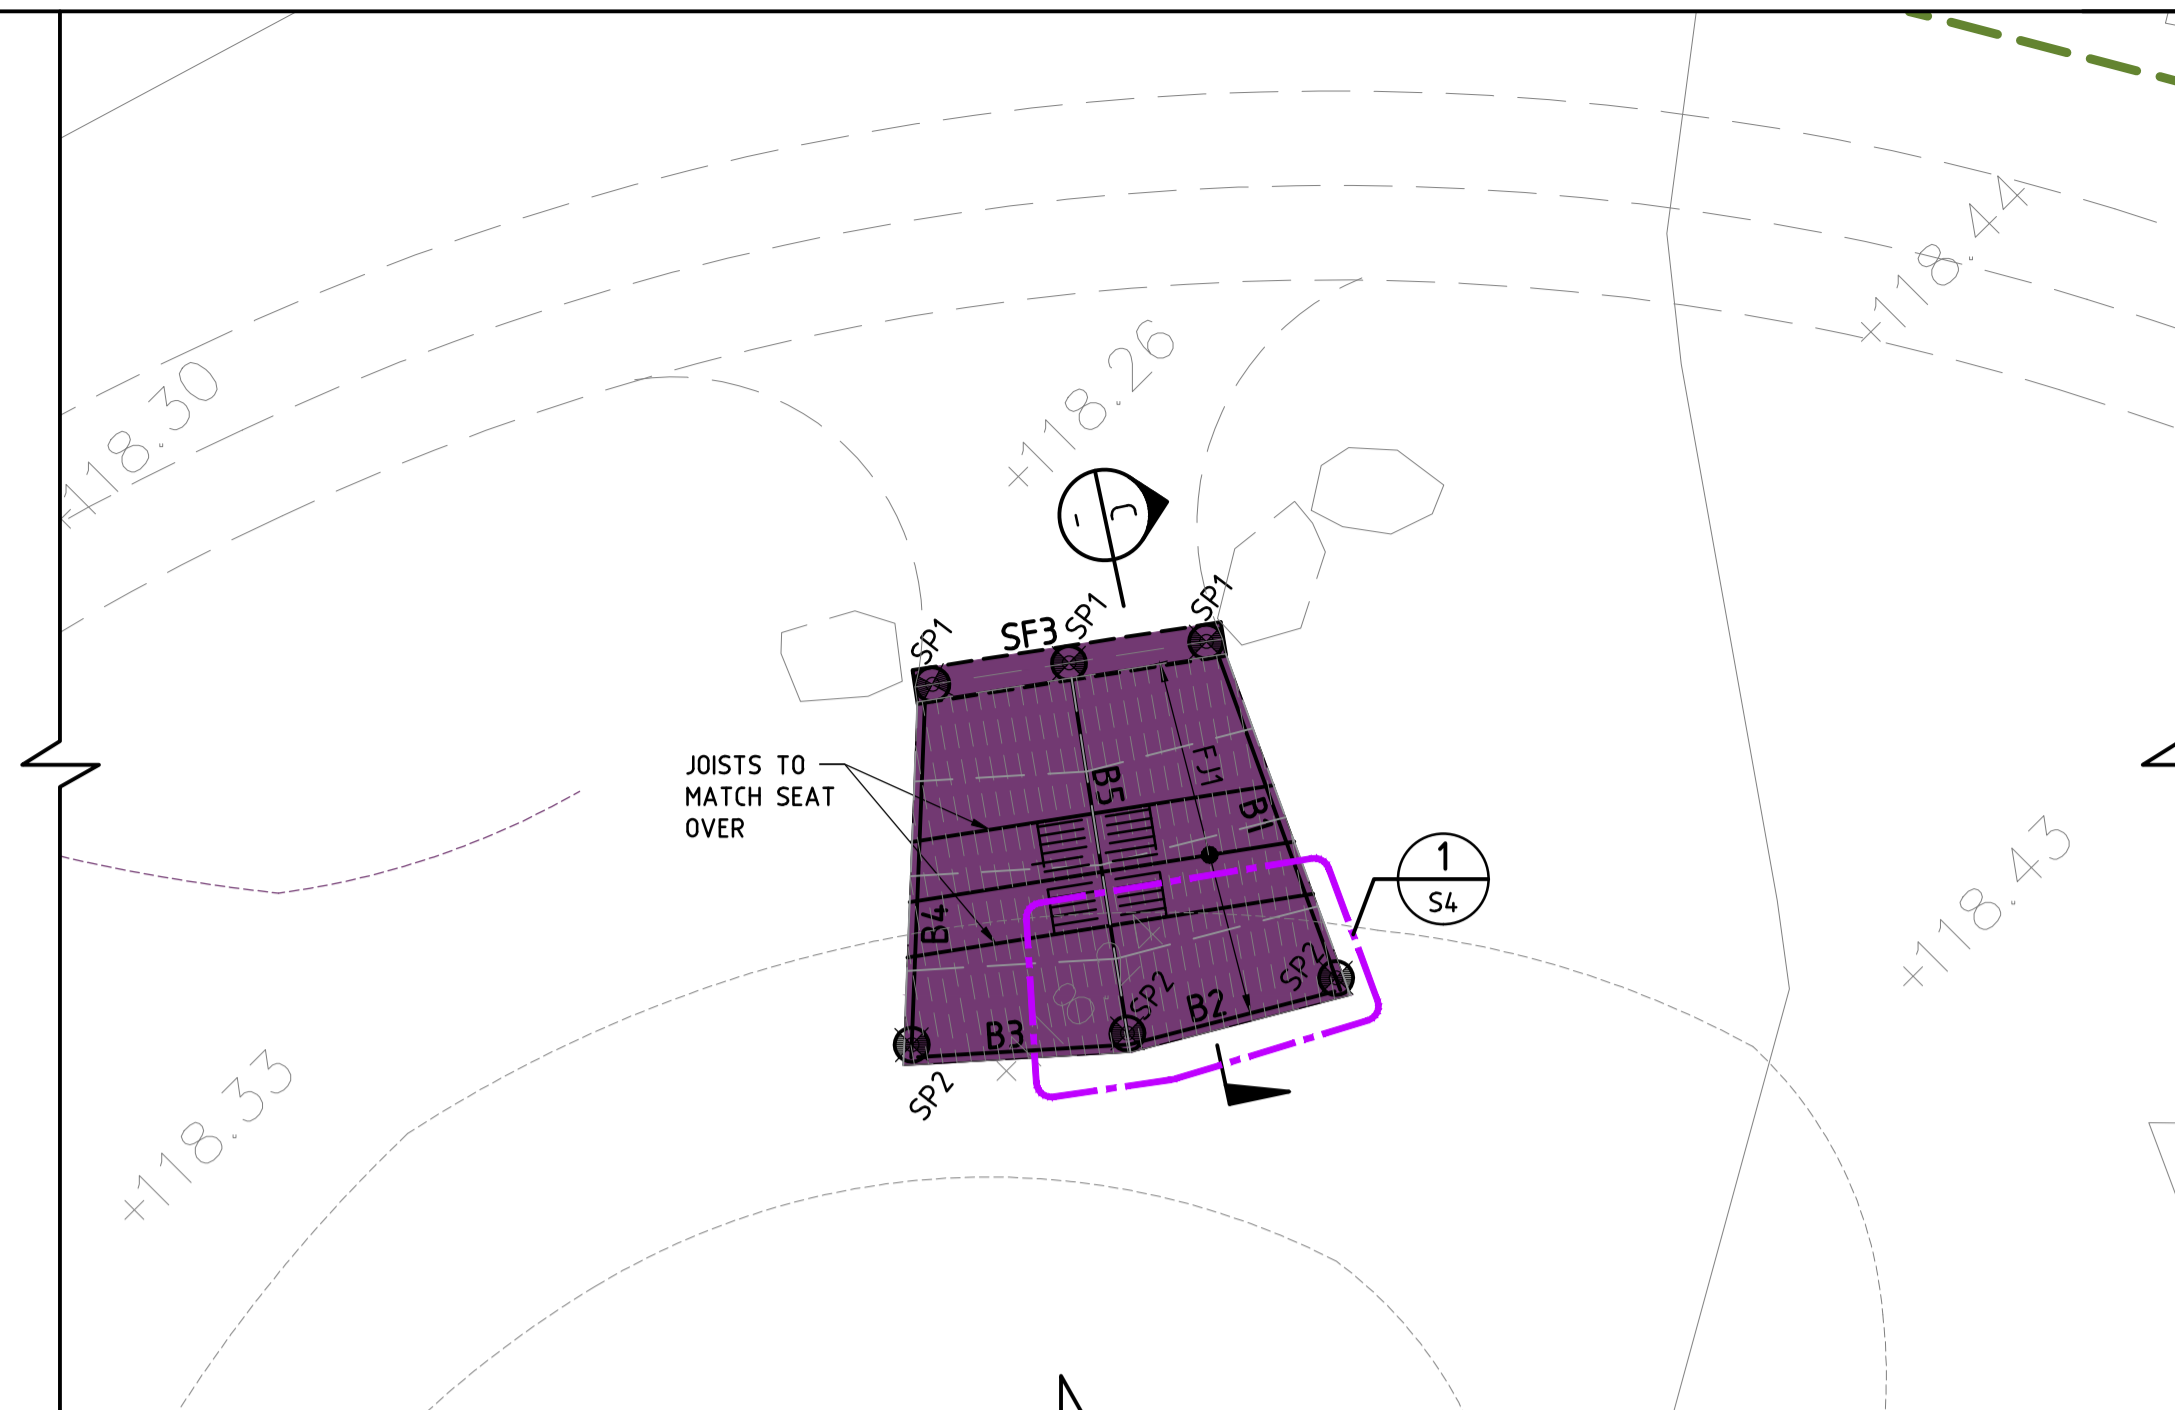 +118.44
+118.26
+118.30
C
-
SP1
SP1
SP1
SF3
JOISTS TO
MATCH SEAT
OVER
B5
FJ1
B1
1
S4
B4
+118.43
SP2
SP2
B2
B3
SP2
+118.33